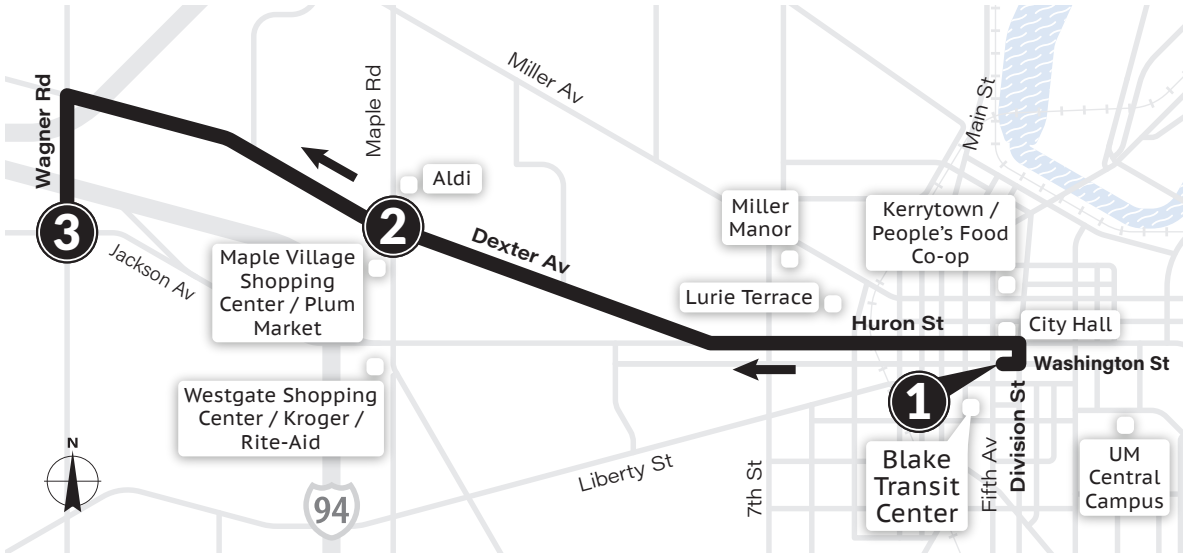 Wagner Rd
3
Jackson Av
Maple Rd
Aldi
2
Maple Village
Shopping
Center / Plum
Market
Westgate Shopping
Center / Kroger /
Rite-Aid
N
94
Miller Av
Dexter Av
Main St
Miller
Manor
Kerrytown /
People's Food
Co-op
Lurie Terrace
Huron St
City Hall
Washington St
1
Liberty St
7th St
Blake
Transit
Center
Fifth Av
Division St
UM
Central
Campus